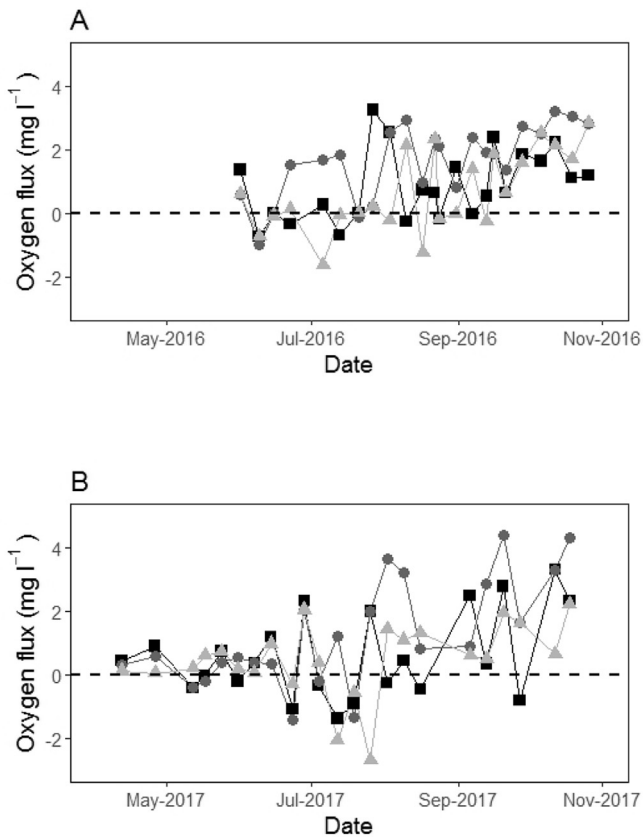 A
Oxygen flux (mg l⁻¹ )
4
2
0
-2
May-2016 Jul-2016 Sep-2016 Nov-2016
Date
B
Oxygen flux (mg l⁻¹ )
4
2
0
-2
May-2017 Jul-2017 Sep-2017 Nov-2017
Date